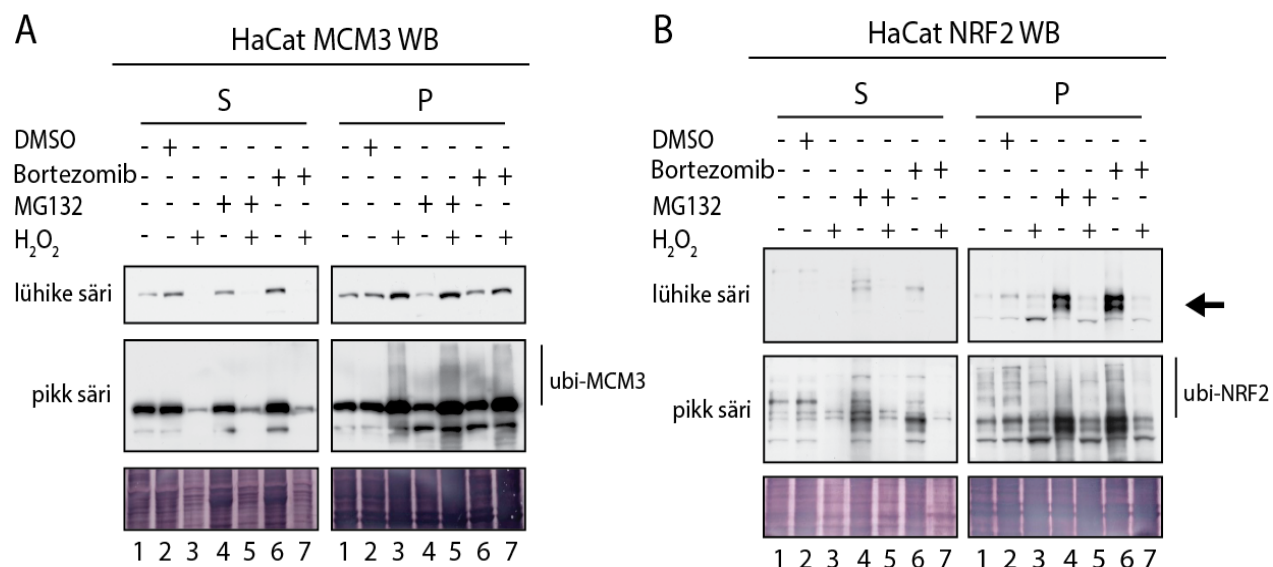 A
HaCat MCM3 WB
S P
DMSO - + - - - - - - + - - - - -
Bortezomib - - - - - + + - - - - - + +
MG132 - - - + + - - - - - + + - -
H₂O₂ - - + - + - + - - + - + - +
lühike säri
pikk säri
ubi-MCM3
1 2 3 4 5 6 7 1 2 3 4 5 6 7
B
HaCat NRF2 WB
S P
DMSO - + - - - - - - + - - - - -
Bortezomib - - - - - + + - - - - - + +
MG132 - - - + + - - - - - + + - -
H₂O₂ - - + - + - + - - + - + - +
lühike säri
pikk säri
ubi-NRF2
1 2 3 4 5 6 7 1 2 3 4 5 6 7